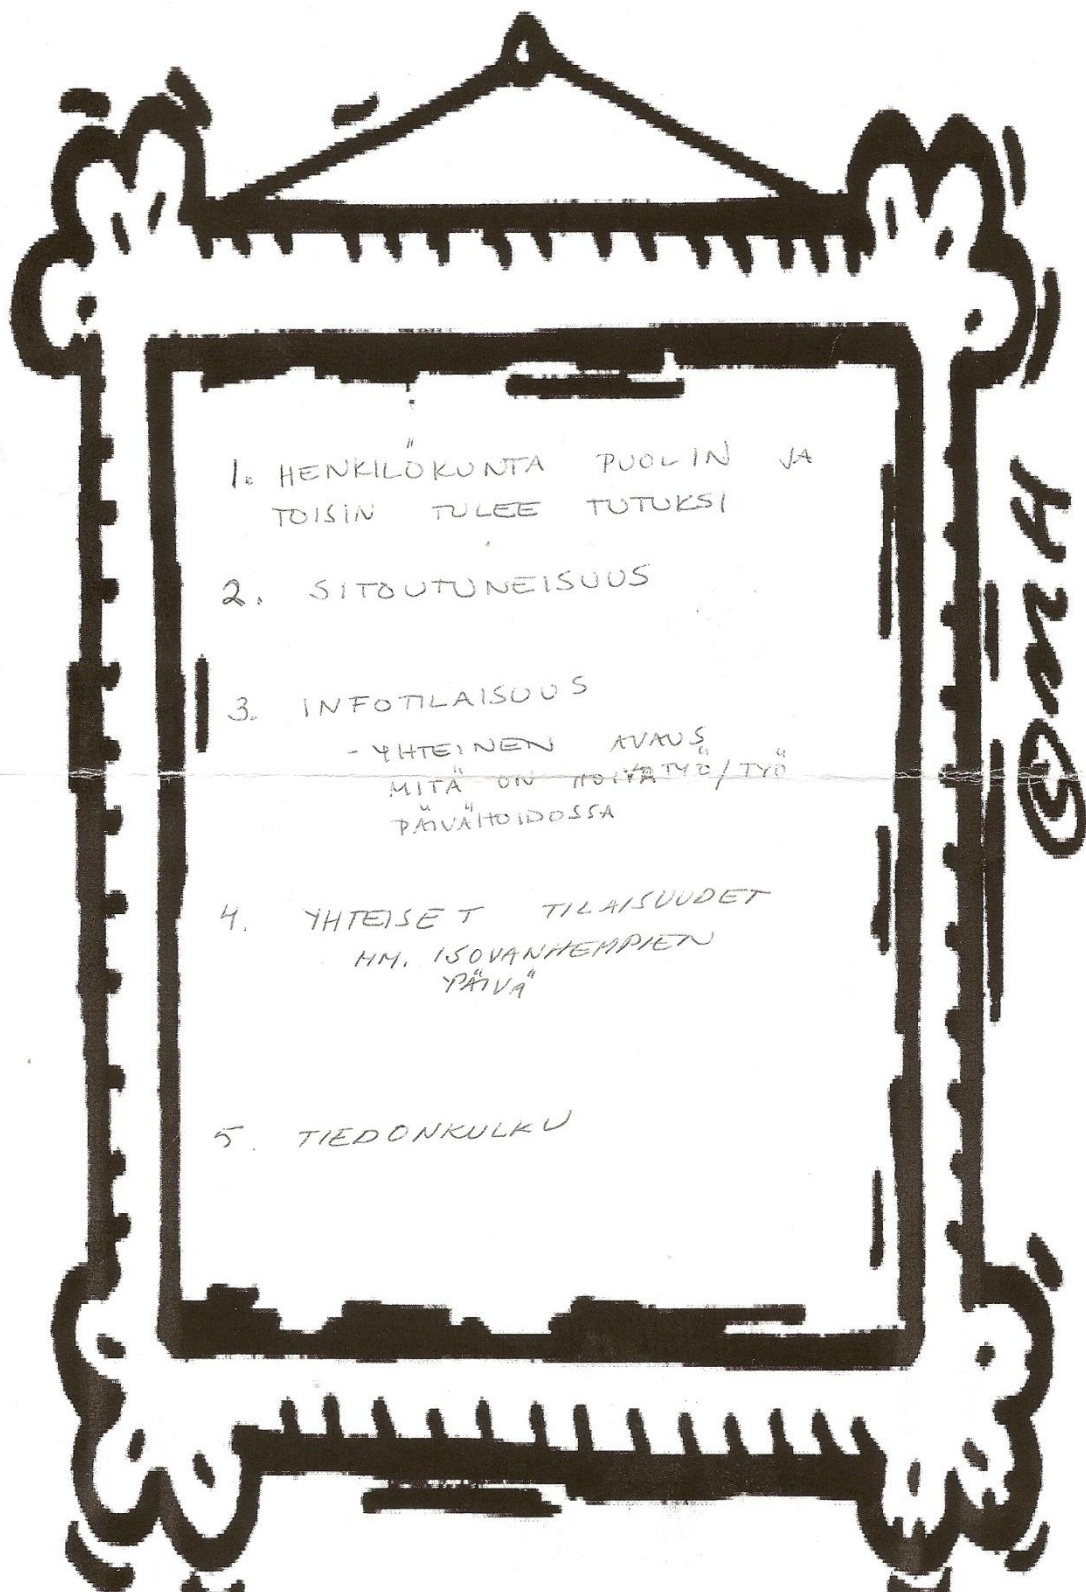 1. HENKILÖKUNTA PUOLIN JA
TOISIN TULEE TUTUKSI
2. SITOUTUNEISUUS
3. INFOTILAISUUS
- YHTEINEN AVAUS
MITÄ ON HOIVATYÖ/TYÖ
PÄIVÄHOIDOSSA
4. YHTEISET TILAISUUDET
MM. ISOVANHEMPIEN
PÄIVÄ
5. TIEDONKULKU